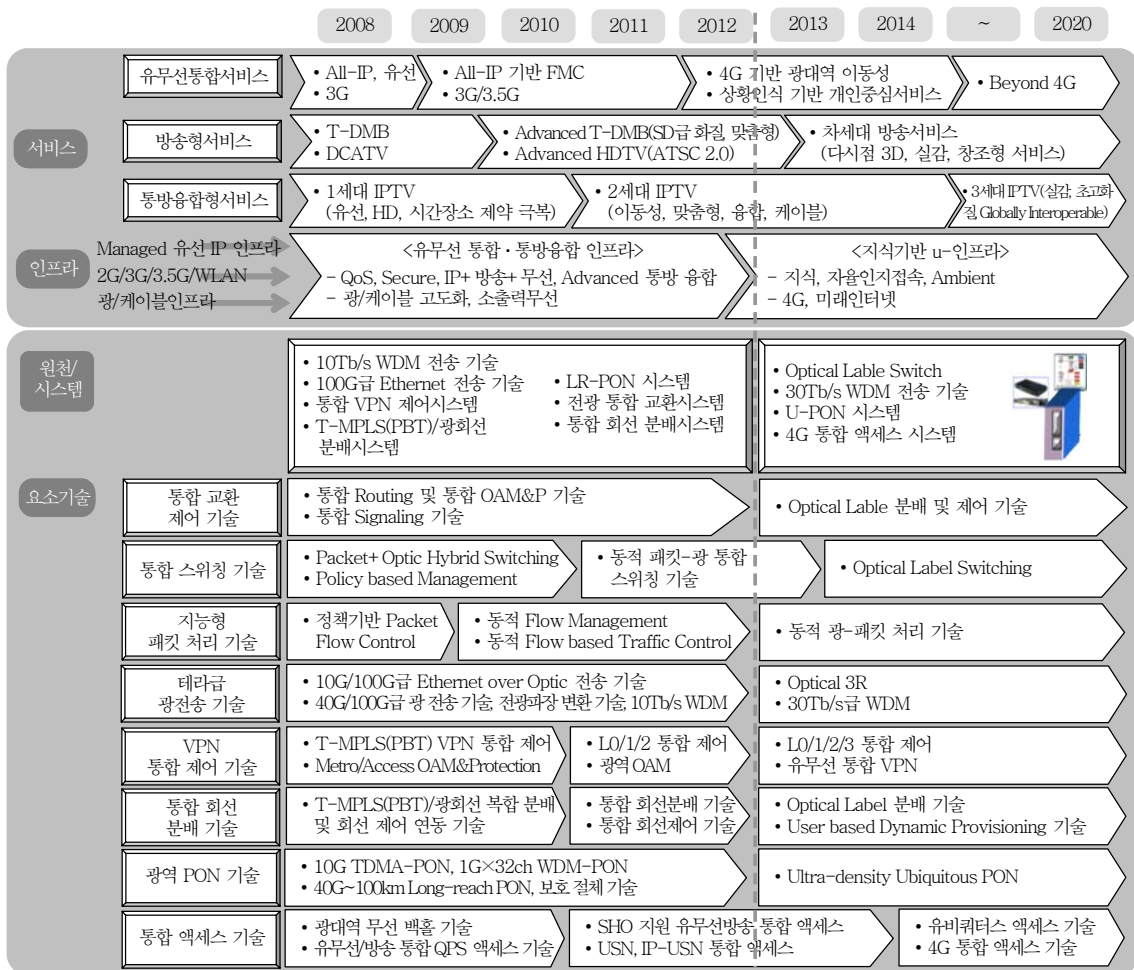 2008 2009 2010 2011 2012 2013 2014 ~ 2020
서비스
유무선통합서비스
• All-IP, 유선
• 3G
• All-IP 기반 FMC
• 3G/3.5G
• 4G 기반 광대역 이동성
• 상황인식 기반 개인중심서비스
• Beyond 4G
방송형서비스
• T-DMB
• DCATV
• Advanced T-DMB(SD급 화질, 맞춤형)
• Advanced HDTV(ATSC 2.0)
• 차세대 방송서비스
(다시점 3D, 실감, 창조형 서비스)
통방융합형서비스
• 1세대 IPTV
(유선, HD, 시간장소 제약 극복)
• 2세대 IPTV
(이동성, 맞춤형, 융합, 케이블)
• 3세대 IPTV(실감, 초고화
질, Globally Interoperable)
인프라
Managed 유선 IP 인프라
2G/3G/3.5G/WLAN
광/케이블인프라
<유무선 통합·통방융합 인프라>
- QoS, Secure, IP+ 방송+ 무선, Advanced 통방 융합
- 광/케이블 고도화, 소출력무선
<지식기반 u-인프라>
- 지식, 자율인지접속, Ambient
- 4G, 미래인터넷
원천/
시스템
• 10Tb/s WDM 전송 기술
• 100G급 Ethernet 전송 기술
• 통합 VPN 제어시스템
• T-MPLS(PBT)/광회선
분배시스템
• LR-PON 시스템
• 전광 통합 교환시스템
• 통합 회선 분배시스템
• Optical Lable Switch
• 30Tb/s WDM 전송 기술
• U-PON 시스템
• 4G 통합 액세스 시스템
요소기술
통합 교환
제어 기술
• 통합 Routing 및 통합 OAM&P 기술
• 통합 Signaling 기술
• Optical Lable 분배 및 제어 기술
통합 스위칭 기술
• Packet+ Optic Hybrid Switching
• Policy based Management
• 동적 패킷-광 통합
스위칭 기술
• Optical Label Switching
지능형
패킷 처리 기술
• 정책기반 Packet
Flow Control
• 동적 Flow Management
• 동적 Flow based Traffic Control
• 동적 광-패킷 처리 기술
테라급
광전송 기술
• 10G/100G급 Ethernet over Optic 전송 기술
• 40G/100G급 광 전송 기술, 전광파장 변환 기술, 10Tb/s WDM
• Optical 3R
• 30Tb/s급 WDM
VPN
통합 제어 기술
• T-MPLS(PBT) VPN 통합 제어
• Metro/Access OAM&Protection
• L0/1/2 통합 제어
• 광역 OAM
• L0/1/2/3 통합 제어
• 유무선 통합 VPN
통합 회선
분배 기술
• T-MPLS(PBT)/광회선 복합 분배
및 회선 제어 연동 기술
• 통합 회선분배 기술
• 통합 회선제어 기술
• Optical Label 분배 기술
• User based Dynamic Provisioning 기술
광역 PON 기술
• 10G TDMA-PON, 1G×32ch WDM-PON
• 40G~100km Long-reach PON, 보호 절체 기술
• Ultra-density Ubiquitous PON
통합 액세스 기술
• 광대역 무선 백홀 기술
• 유무선/방송 통합 QPS 액세스 기술
• SHO 지원 유무선방송 통합 액세스
• USN, IP-USN 통합 액세스
• 유비쿼터스 액세스 기술
• 4G 통합 액세스 기술